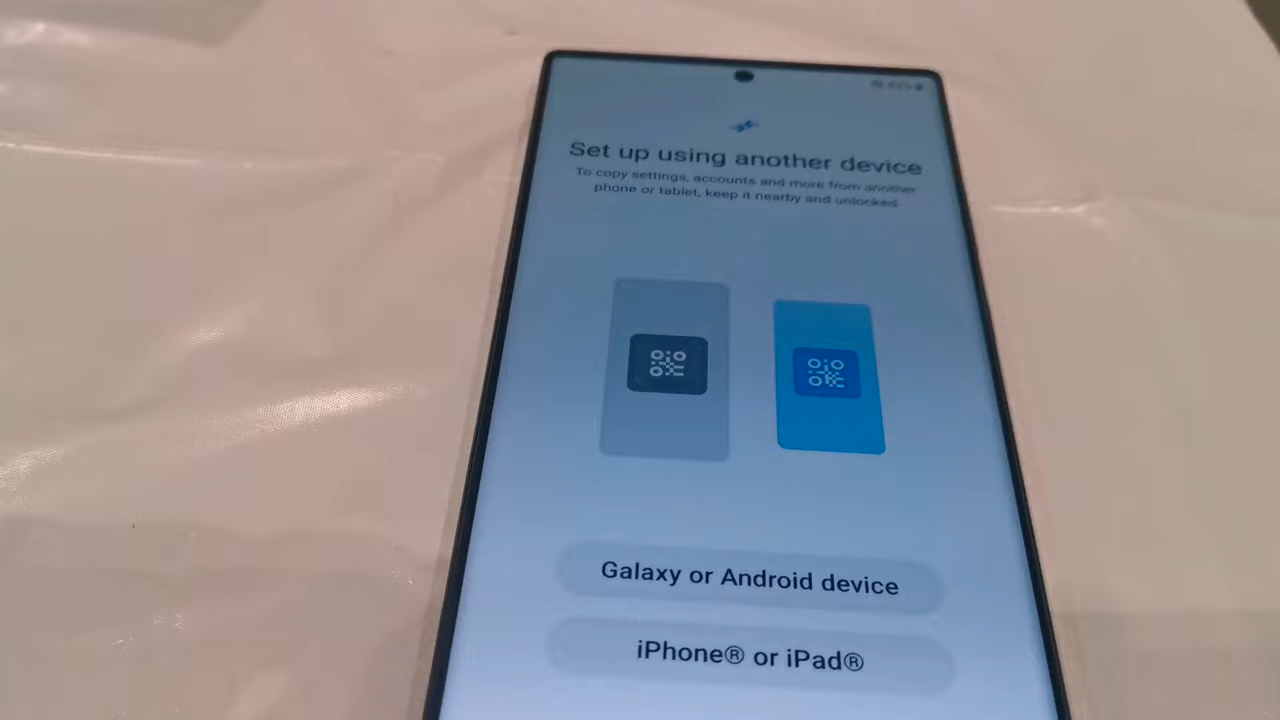 Set up using another device
To copy settings, accounts and more from another
phone or tablet, keep it nearby and unlocked
Galaxy or Android device
iPhone® or iPad®